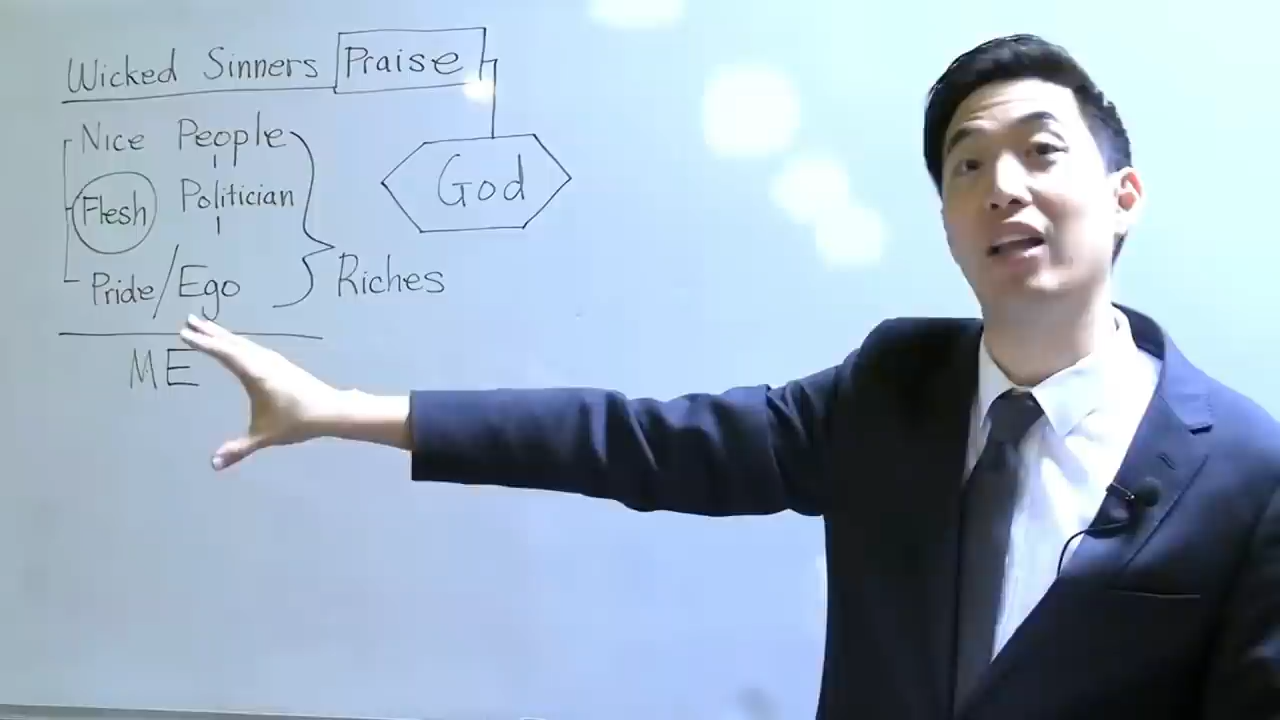 Wicked Sinners Praise
Nice People
God
Flesh Politician
Pride/Ego
Riches
ME